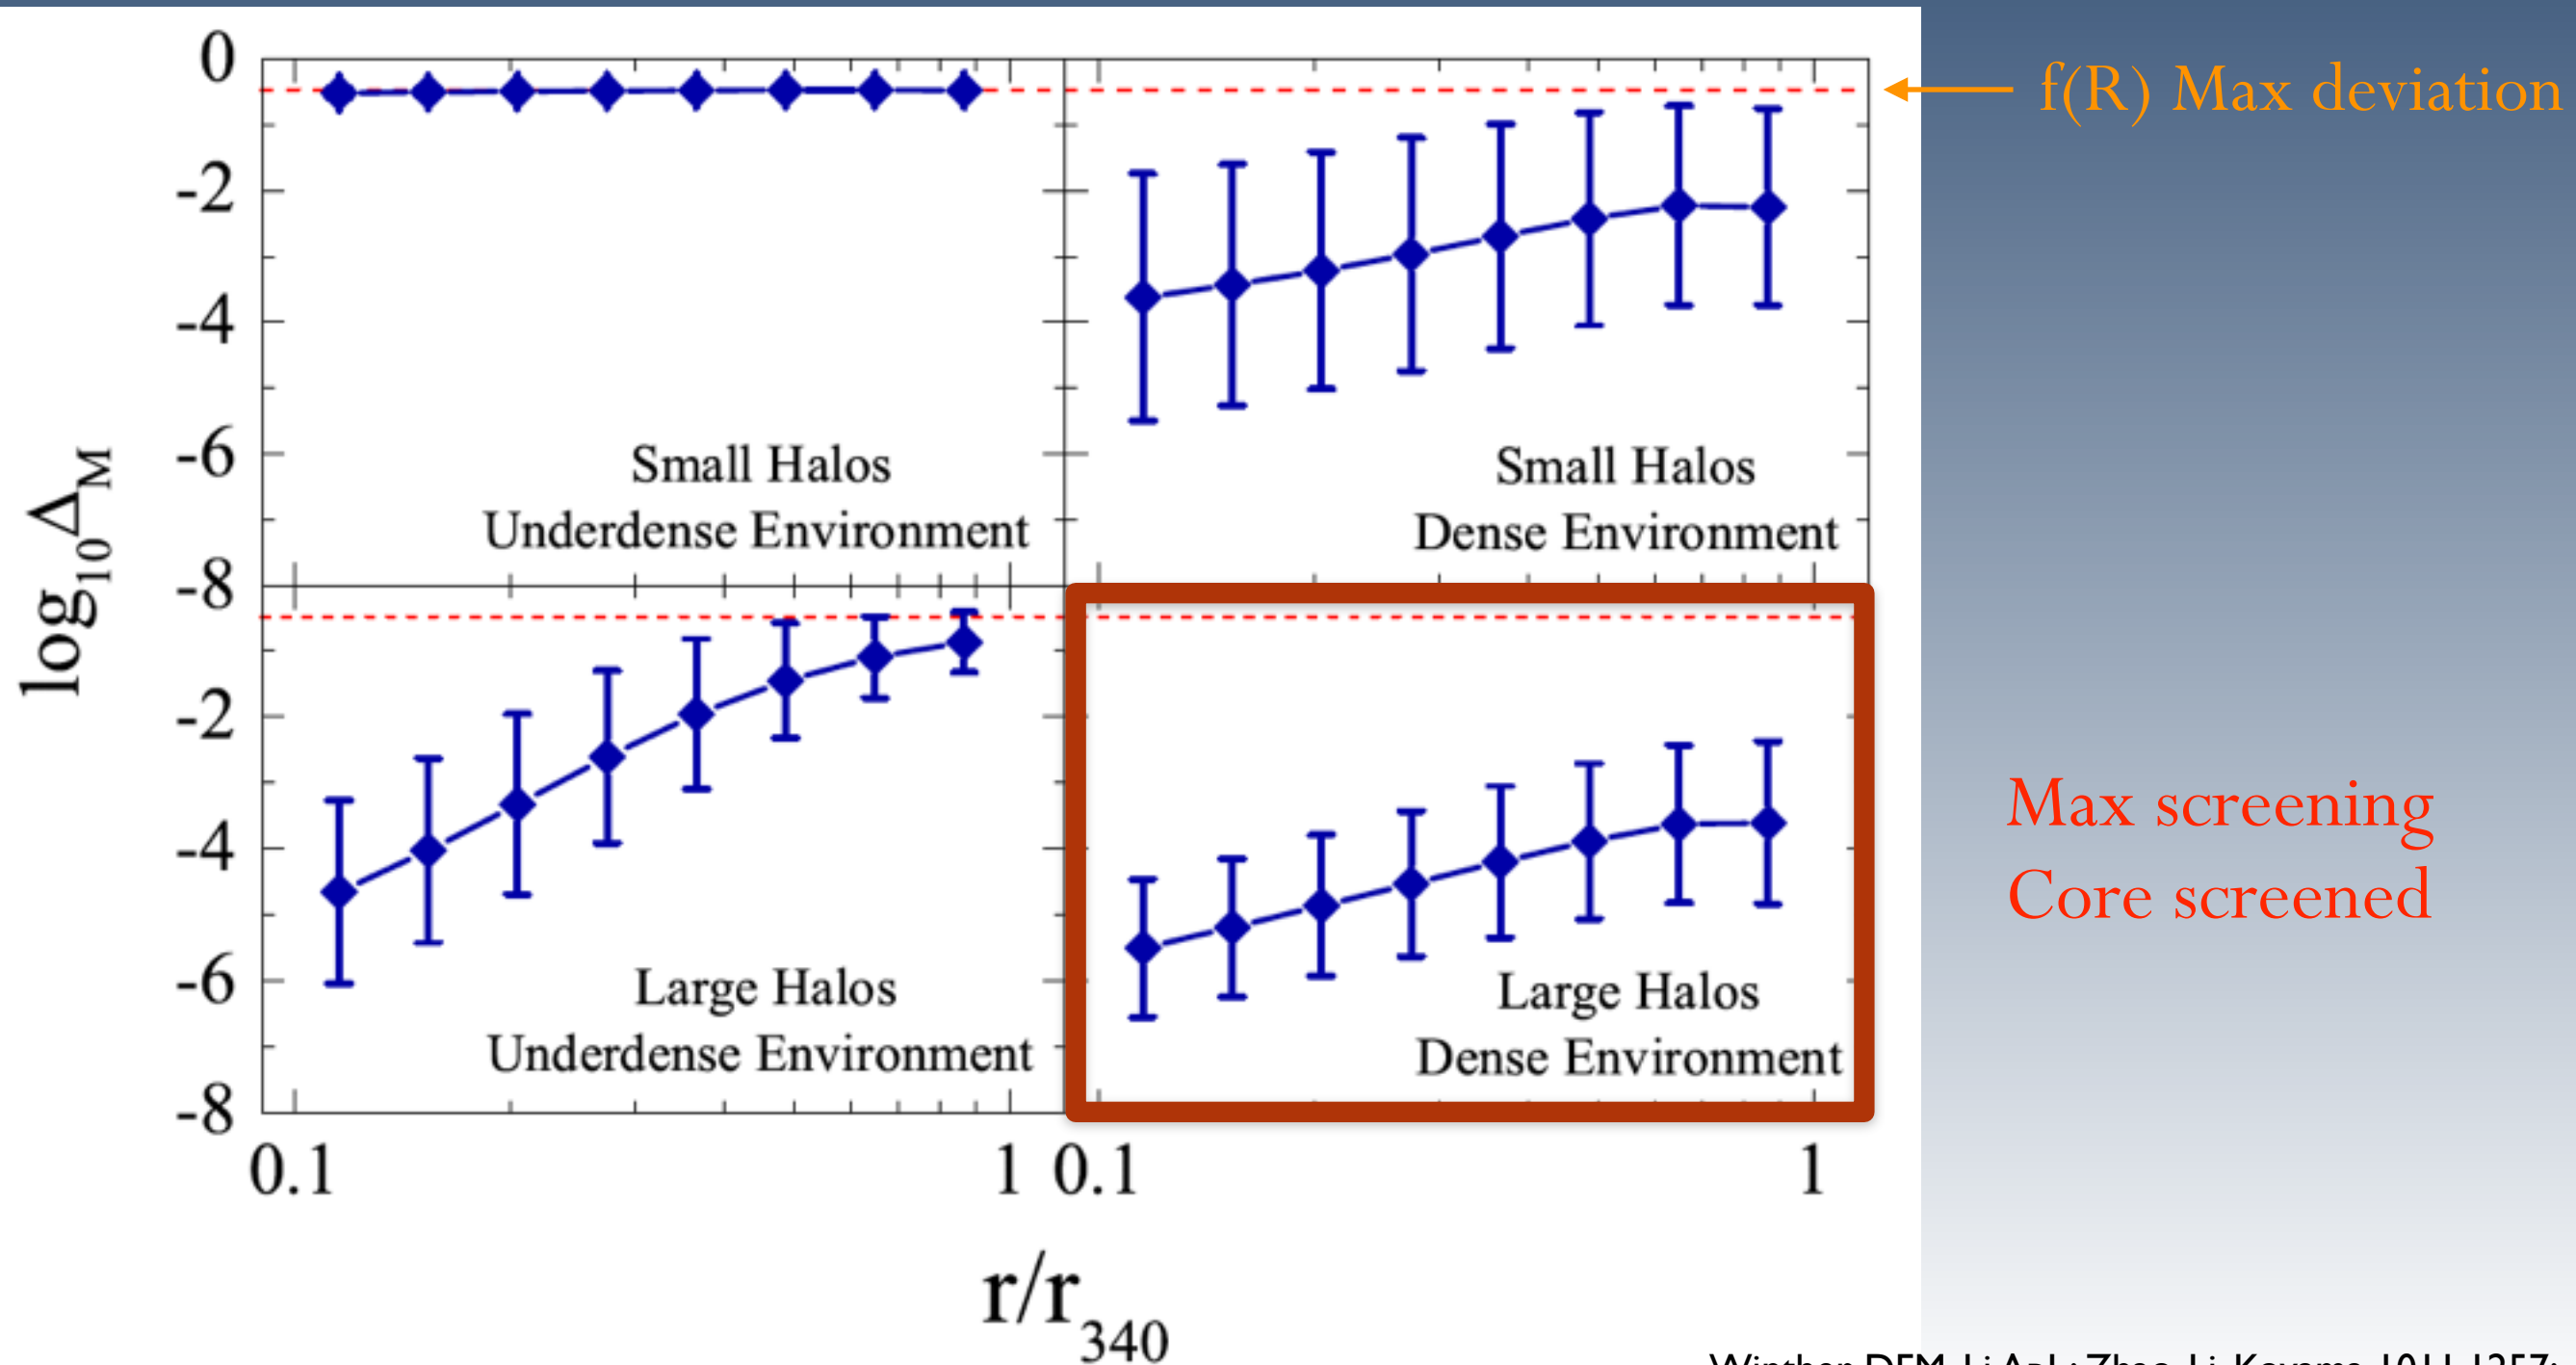 0
-2
-4
-6
-8
-2
-4
-6
-8
log10ΔM
Small Halos
Underdense Environment
Small Halos
Dense Environment
Large Halos
Underdense Environment
Large Halos
Dense Environment
0.1
1
0.1
1
r/r340
f(R) Max deviation
Max screening
Core screened